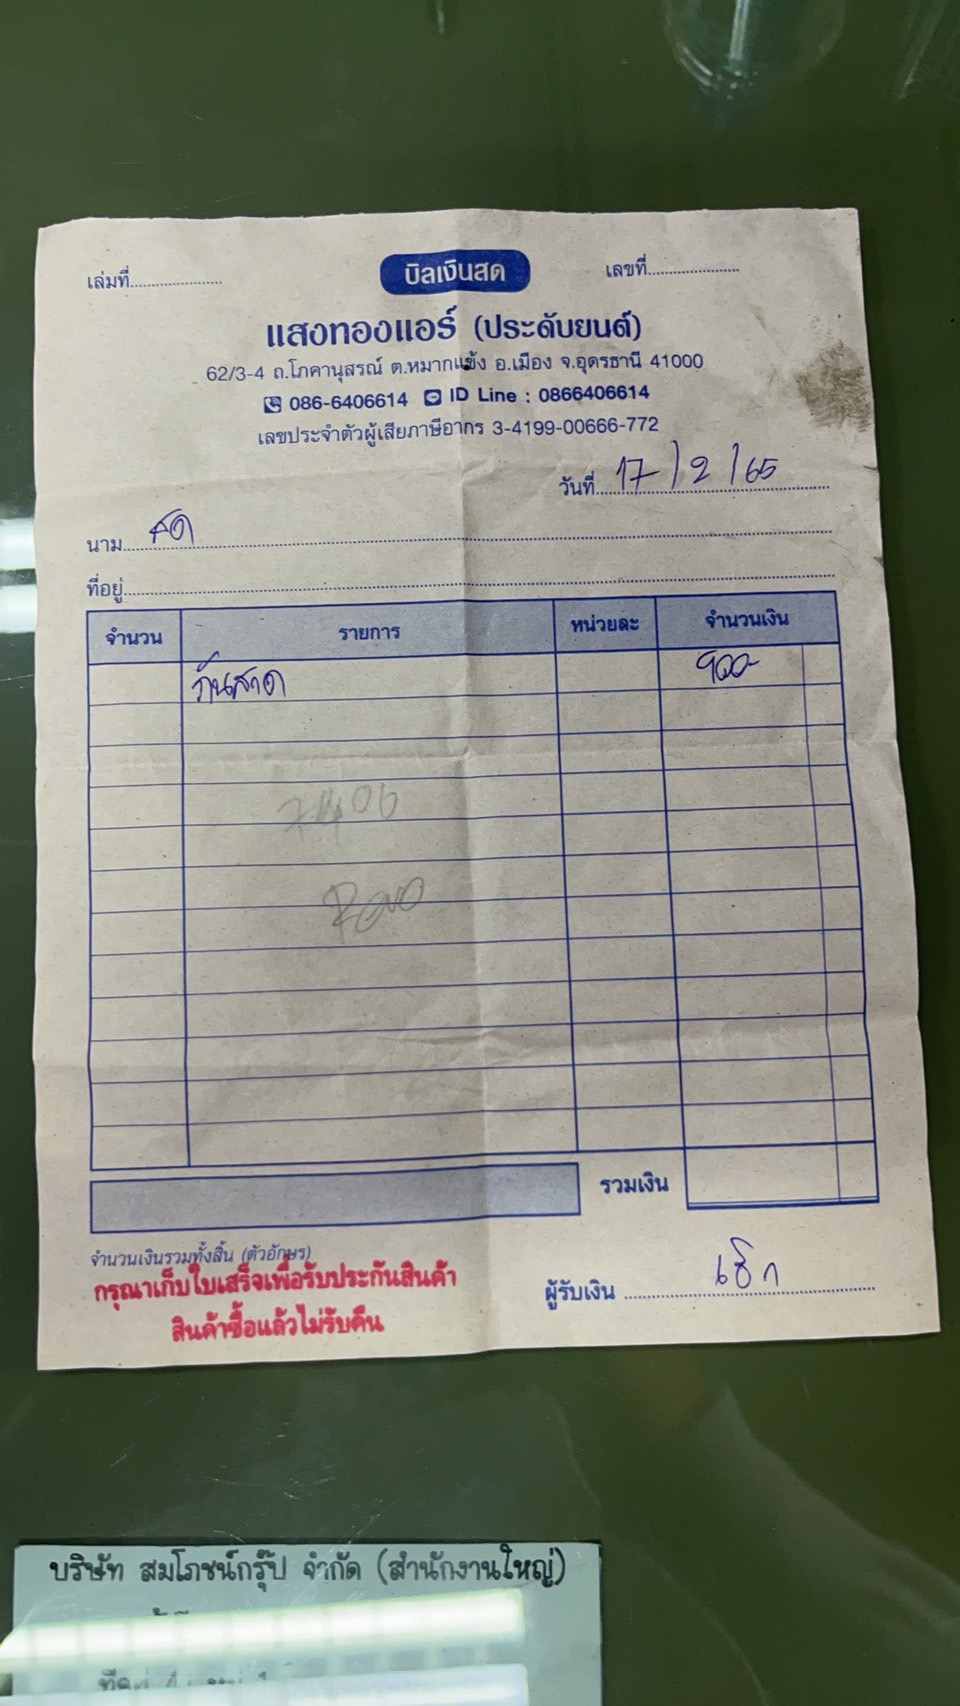 เล่มที่
บิลเงินสด
เลขที่
แสงทองแอร์ (ประดับยนต์)
62/3-4 ถ.โภคานุสรณ์ ต.หมากแข้ง อ.เมือง จ.อุดรธานี 41000
086-6406614 ID Line : 0866406614
เลขประจำตัวผู้เสียภาษีอากร 3-4199-00666-772
วันที่ 17/2/65
นาม สด
ที่อยู่
จำนวน รายการ หน่วยละ จำนวนเงิน
กันสาด 900-
7406
Revo
รวมเงิน
จำนวนเงินรวมทั้งสิ้น (ตัวอักษร)
กรุณาเก็บใบเสร็จเพื่อรับประกันสินค้า
สินค้าซื้อแล้วไม่รับคืน
ผู้รับเงิน
บริษัท สมโภชน์กรุ๊ป จำกัด (สำนักงานใหญ่)